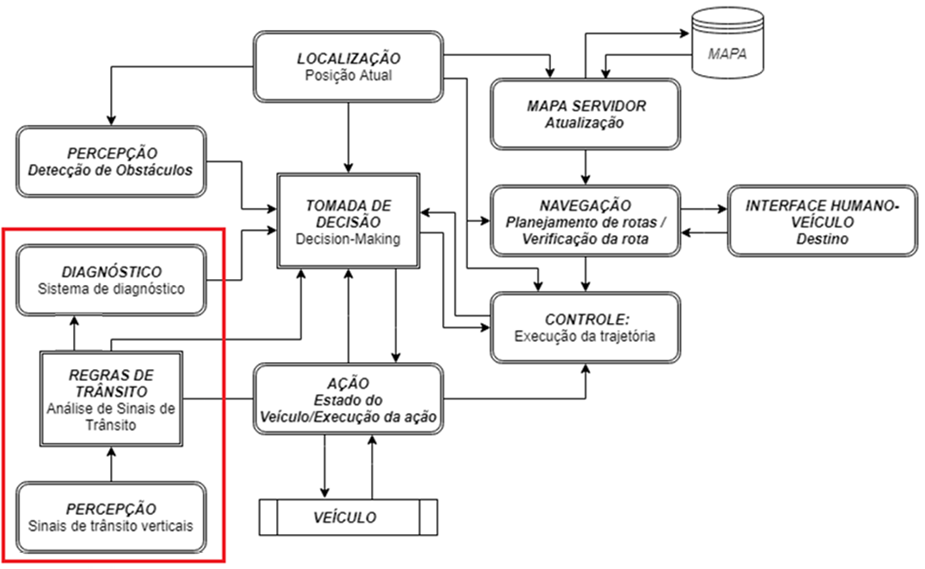 LOCALIZAÇÃO
Posição Atual
MAPA
MAPA SERVIDOR
Atualização
PERCEPÇÃO
Detecção de Obstáculos
TOMADA DE
DECISÃO
Decision-Making
NAVEGAÇÃO
Planejamento de rotas /
Verificação da rota
INTERFACE HUMANO-
VEÍCULO
Destino
DIAGNÓSTICO
Sistema de diagnóstico
CONTROLE:
Execução da trajetória
REGRAS DE
TRÂNSITO
Análise de Sinais de
Trânsito
AÇÃO
Estado do
Veículo/Execução da ação
PERCEPÇÃO
Sinais de trânsito verticais
VEÍCULO